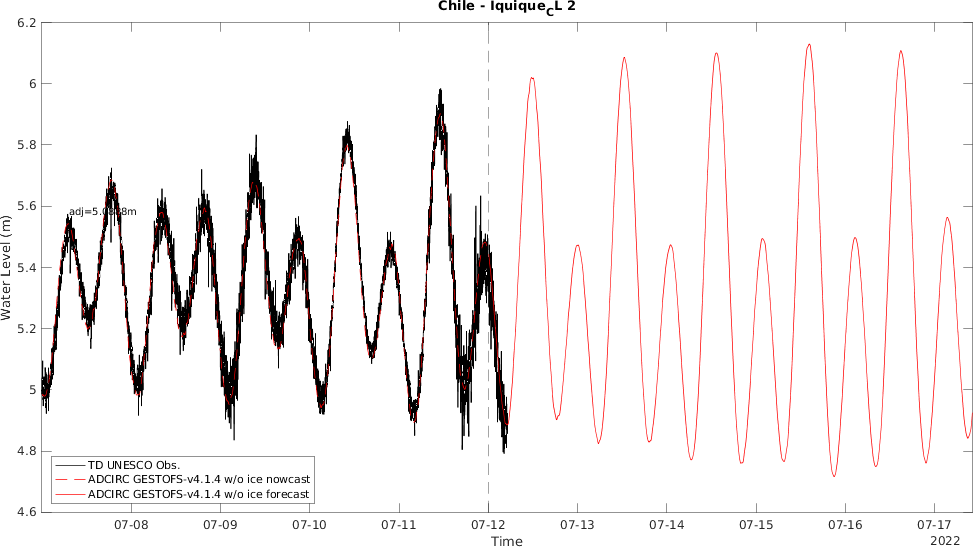 Chile - Iquique_CL 2
6.2
6
5.8
5.6
5.4
5.2
5
4.8
4.6
Water Level (m)
TD UNESCO Obs.
ADCIRC GESTOFS-v4.1.4 w/o ice nowcast
ADCIRC GESTOFS-v4.1.4 w/o ice forecast
07-08 07-09 07-10 07-11 07-12 07-13 07-14 07-15 07-16 07-17
Time 2022